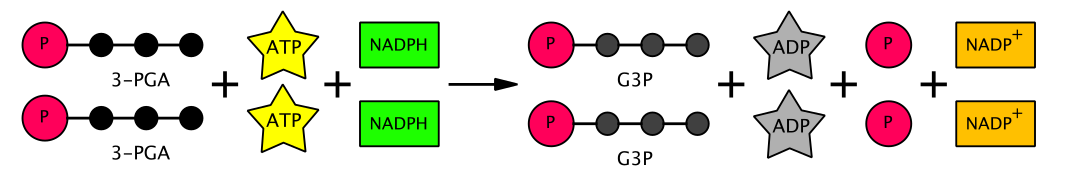 P ATP NADPH P ADP P NADP+
3-PGA G3P
+ + + + +
P ATP NADPH P ADP P NADP+
3-PGA G3P